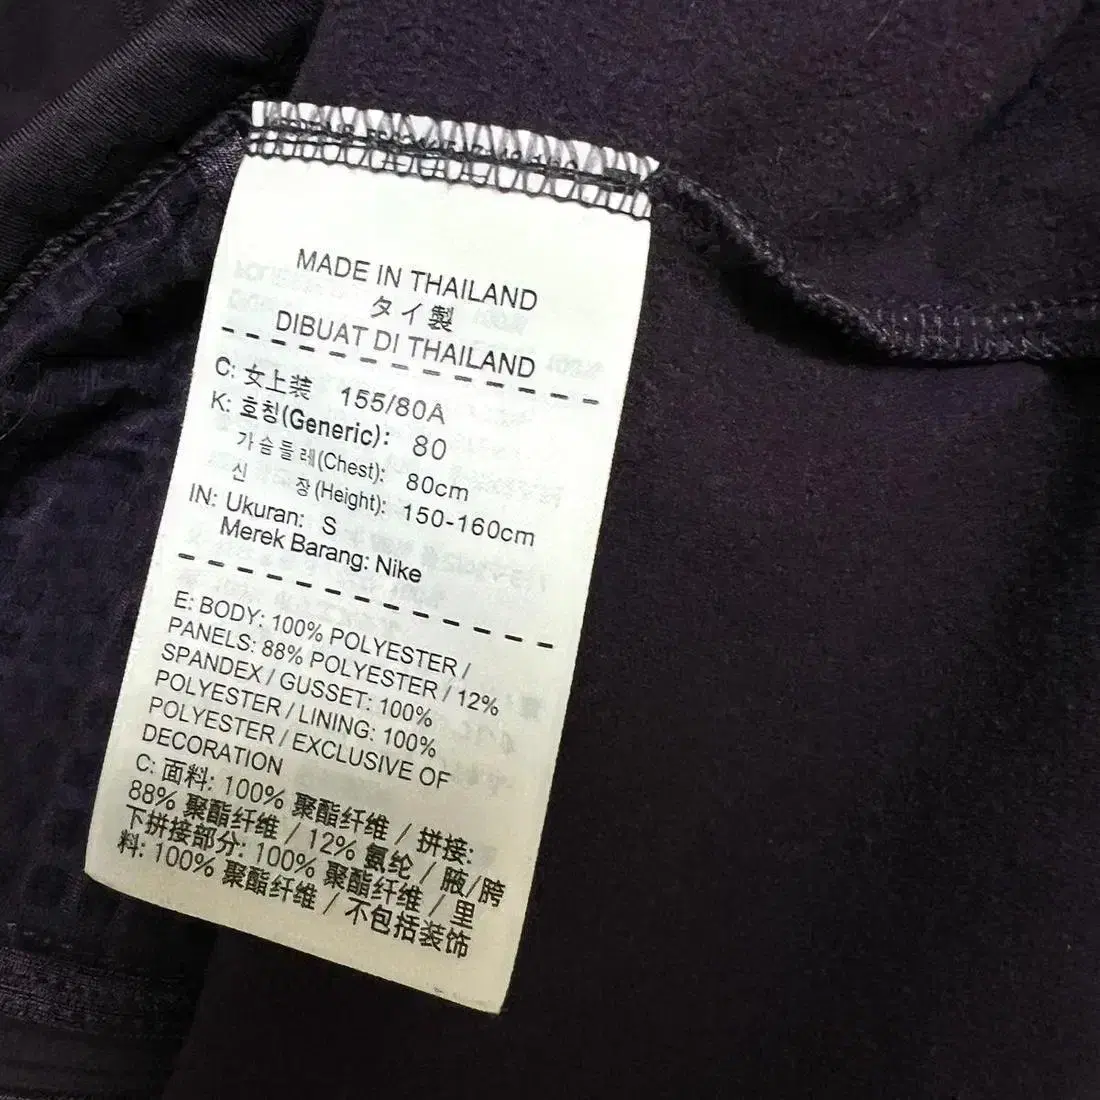 MADE IN THAILAND
タイ製
DIBUAT DI THAILAND
C: 女上装 155/80A
K: 호칭(Generic): 80
가슴둘레(Chest): 80cm
신 장(Height): 150-160cm
IN: Ukuran: S
Merek Barang: Nike
E: BODY: 100% POLYESTER /
PANELS: 88% POLYESTER / 12%
SPANDEX / GUSSET: 100%
POLYESTER / LINING: 100%
POLYESTER / EXCLUSIVE OF
DECORATION
C: 面料: 100% 聚酯纤维 / 拼接:
88% 聚酯纤维 / 12% 氨纶 / 腋/胯
下拼接部分: 100% 聚酯纤维 / 里
料: 100% 聚酯纤维 / 不包括装饰